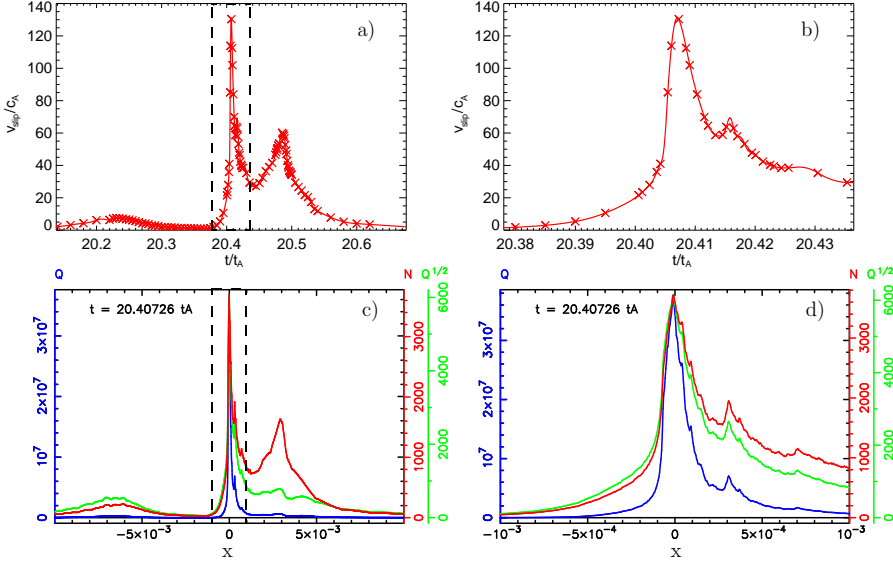 a)
140
120
100
80
60
40
20
0
v_slip/c_A
20.2 20.3 20.4 20.5 20.6
t/t_A
b)
140
120
100
80
60
40
20
0
v_slip/c_A
20.38 20.39 20.40 20.41 20.42 20.43
t/t_A
Q N Q^1/2
t = 20.40726 tA c)
3×10^7
2×10^7
10^7
0
3000
2000
1000
0
6000
4000
2000
0
−5×10^−3 0 5×10^−3
x
Q N Q^1/2
t = 20.40726 tA d)
3×10^7
2×10^7
10^7
0
3000
2000
1000
0
6000
4000
2000
0
−10^−3 −5×10^−4 0 5×10^−4 10^−3
x